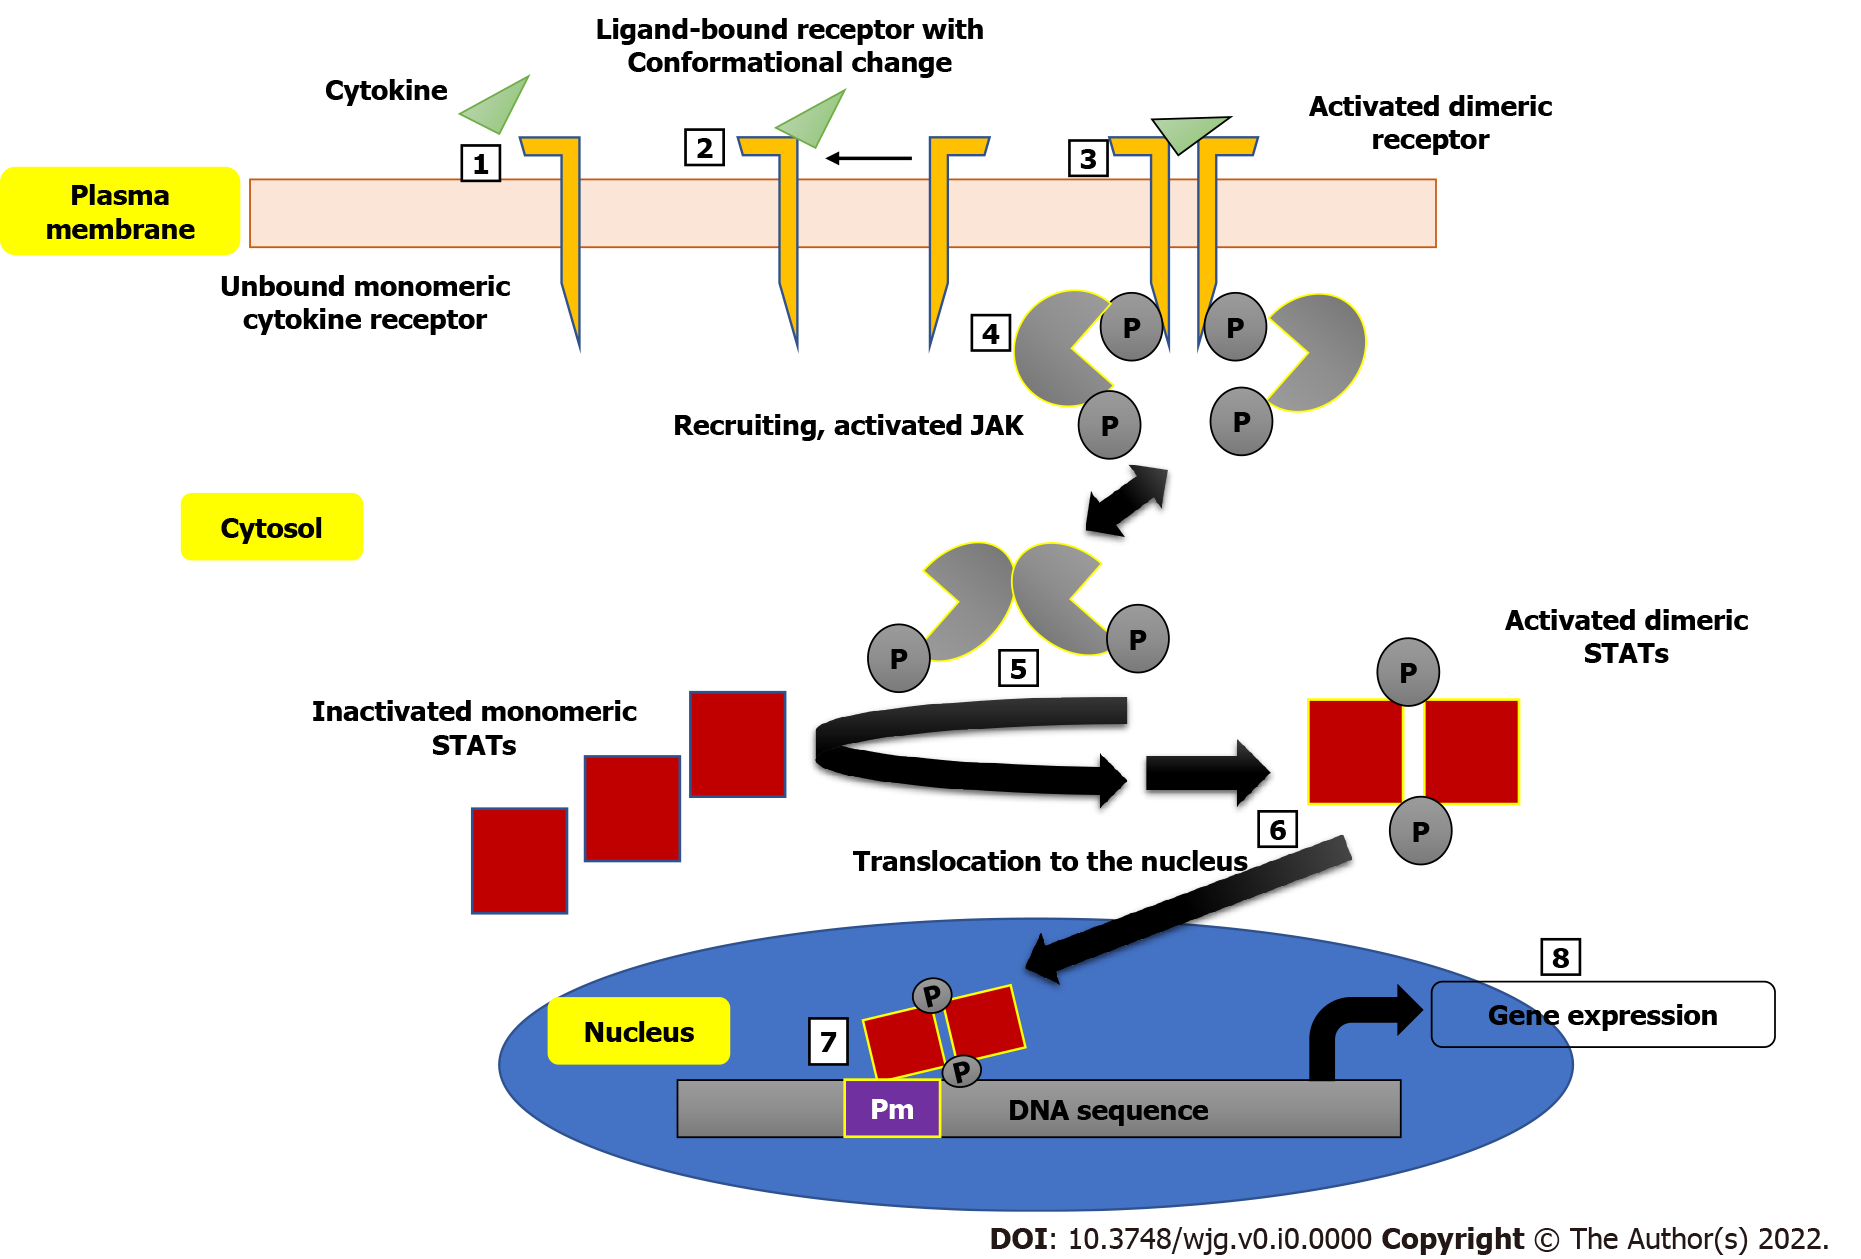 Ligand-bound receptor with
Conformational change
Cytokine
Activated dimeric
receptor
1
2
3
Plasma
membrane
Unbound monomeric
cytokine receptor
4
P
P
P
P
Recruiting, activated JAK
Cytosol
P
P
5
Activated dimeric
STATs
P
Inactivated monomeric
STATs
P
6
Translocation to the nucleus
8
Nucleus
7
P
P
Gene expression
Pm
DNA sequence
DOI: 10.3748/wjg.v0.i0.0000 Copyright © The Author(s) 2022.